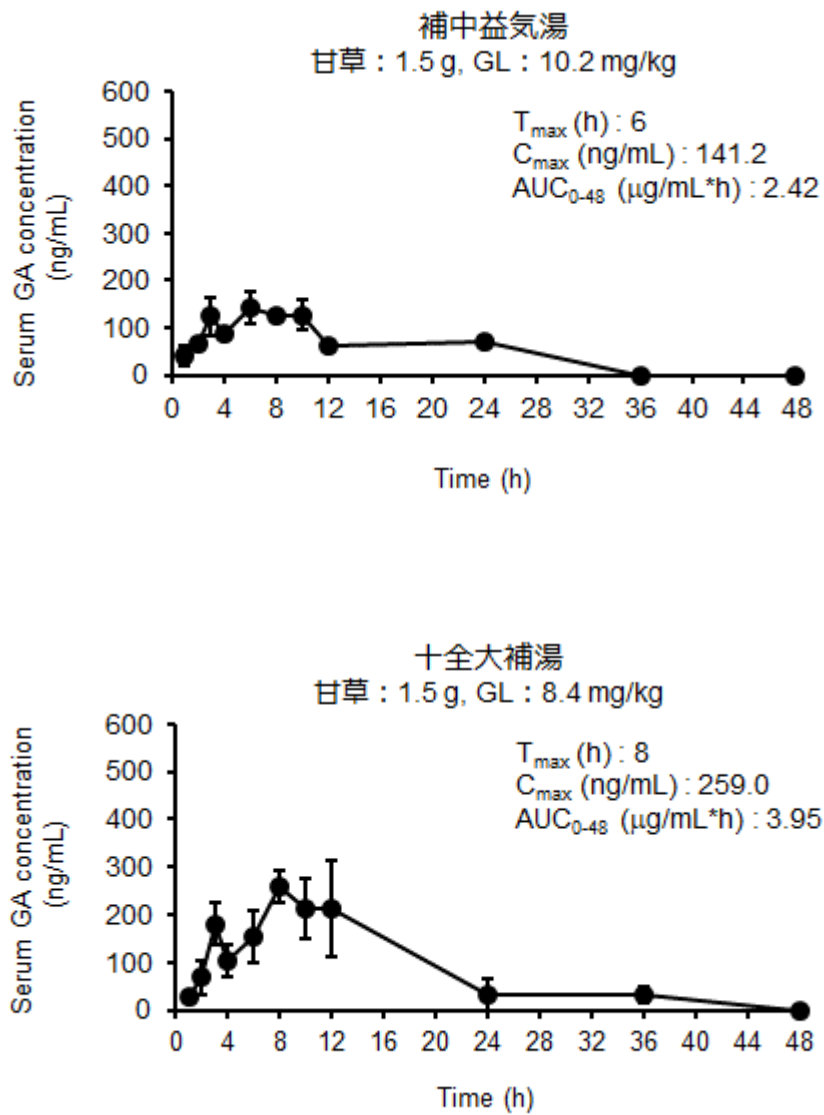 補中益気湯
甘草：1.5 g, GL：10.2 mg/kg
Tmax (h) : 6
Cmax (ng/mL) : 141.2
AUC0-48 (μg/mL*h) : 2.42
Serum GA concentration
(ng/mL)
600
500
400
300
200
100
0
0 4 8 12 16 20 24 28 32 36 40 44 48
Time (h)
十全大補湯
甘草：1.5 g, GL：8.4 mg/kg
Tmax (h) : 8
Cmax (ng/mL) : 259.0
AUC0-48 (μg/mL*h) : 3.95
Serum GA concentration
(ng/mL)
600
500
400
300
200
100
0
0 4 8 12 16 20 24 28 32 36 40 44 48
Time (h)